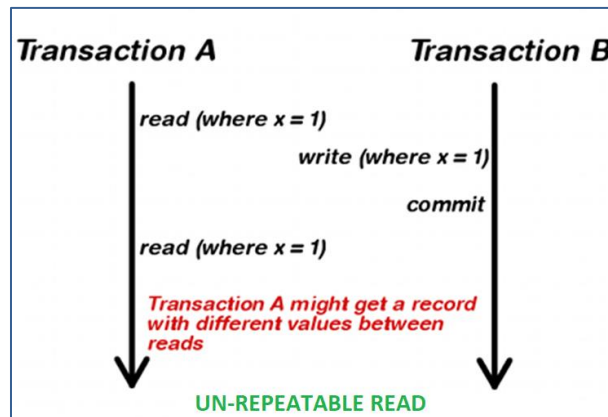 Transaction A
Transaction B
read (where x = 1)
write (where x = 1)
commit
read (where x = 1)
Transaction A might get a record
with different values between
reads
UN-REPEATABLE READ